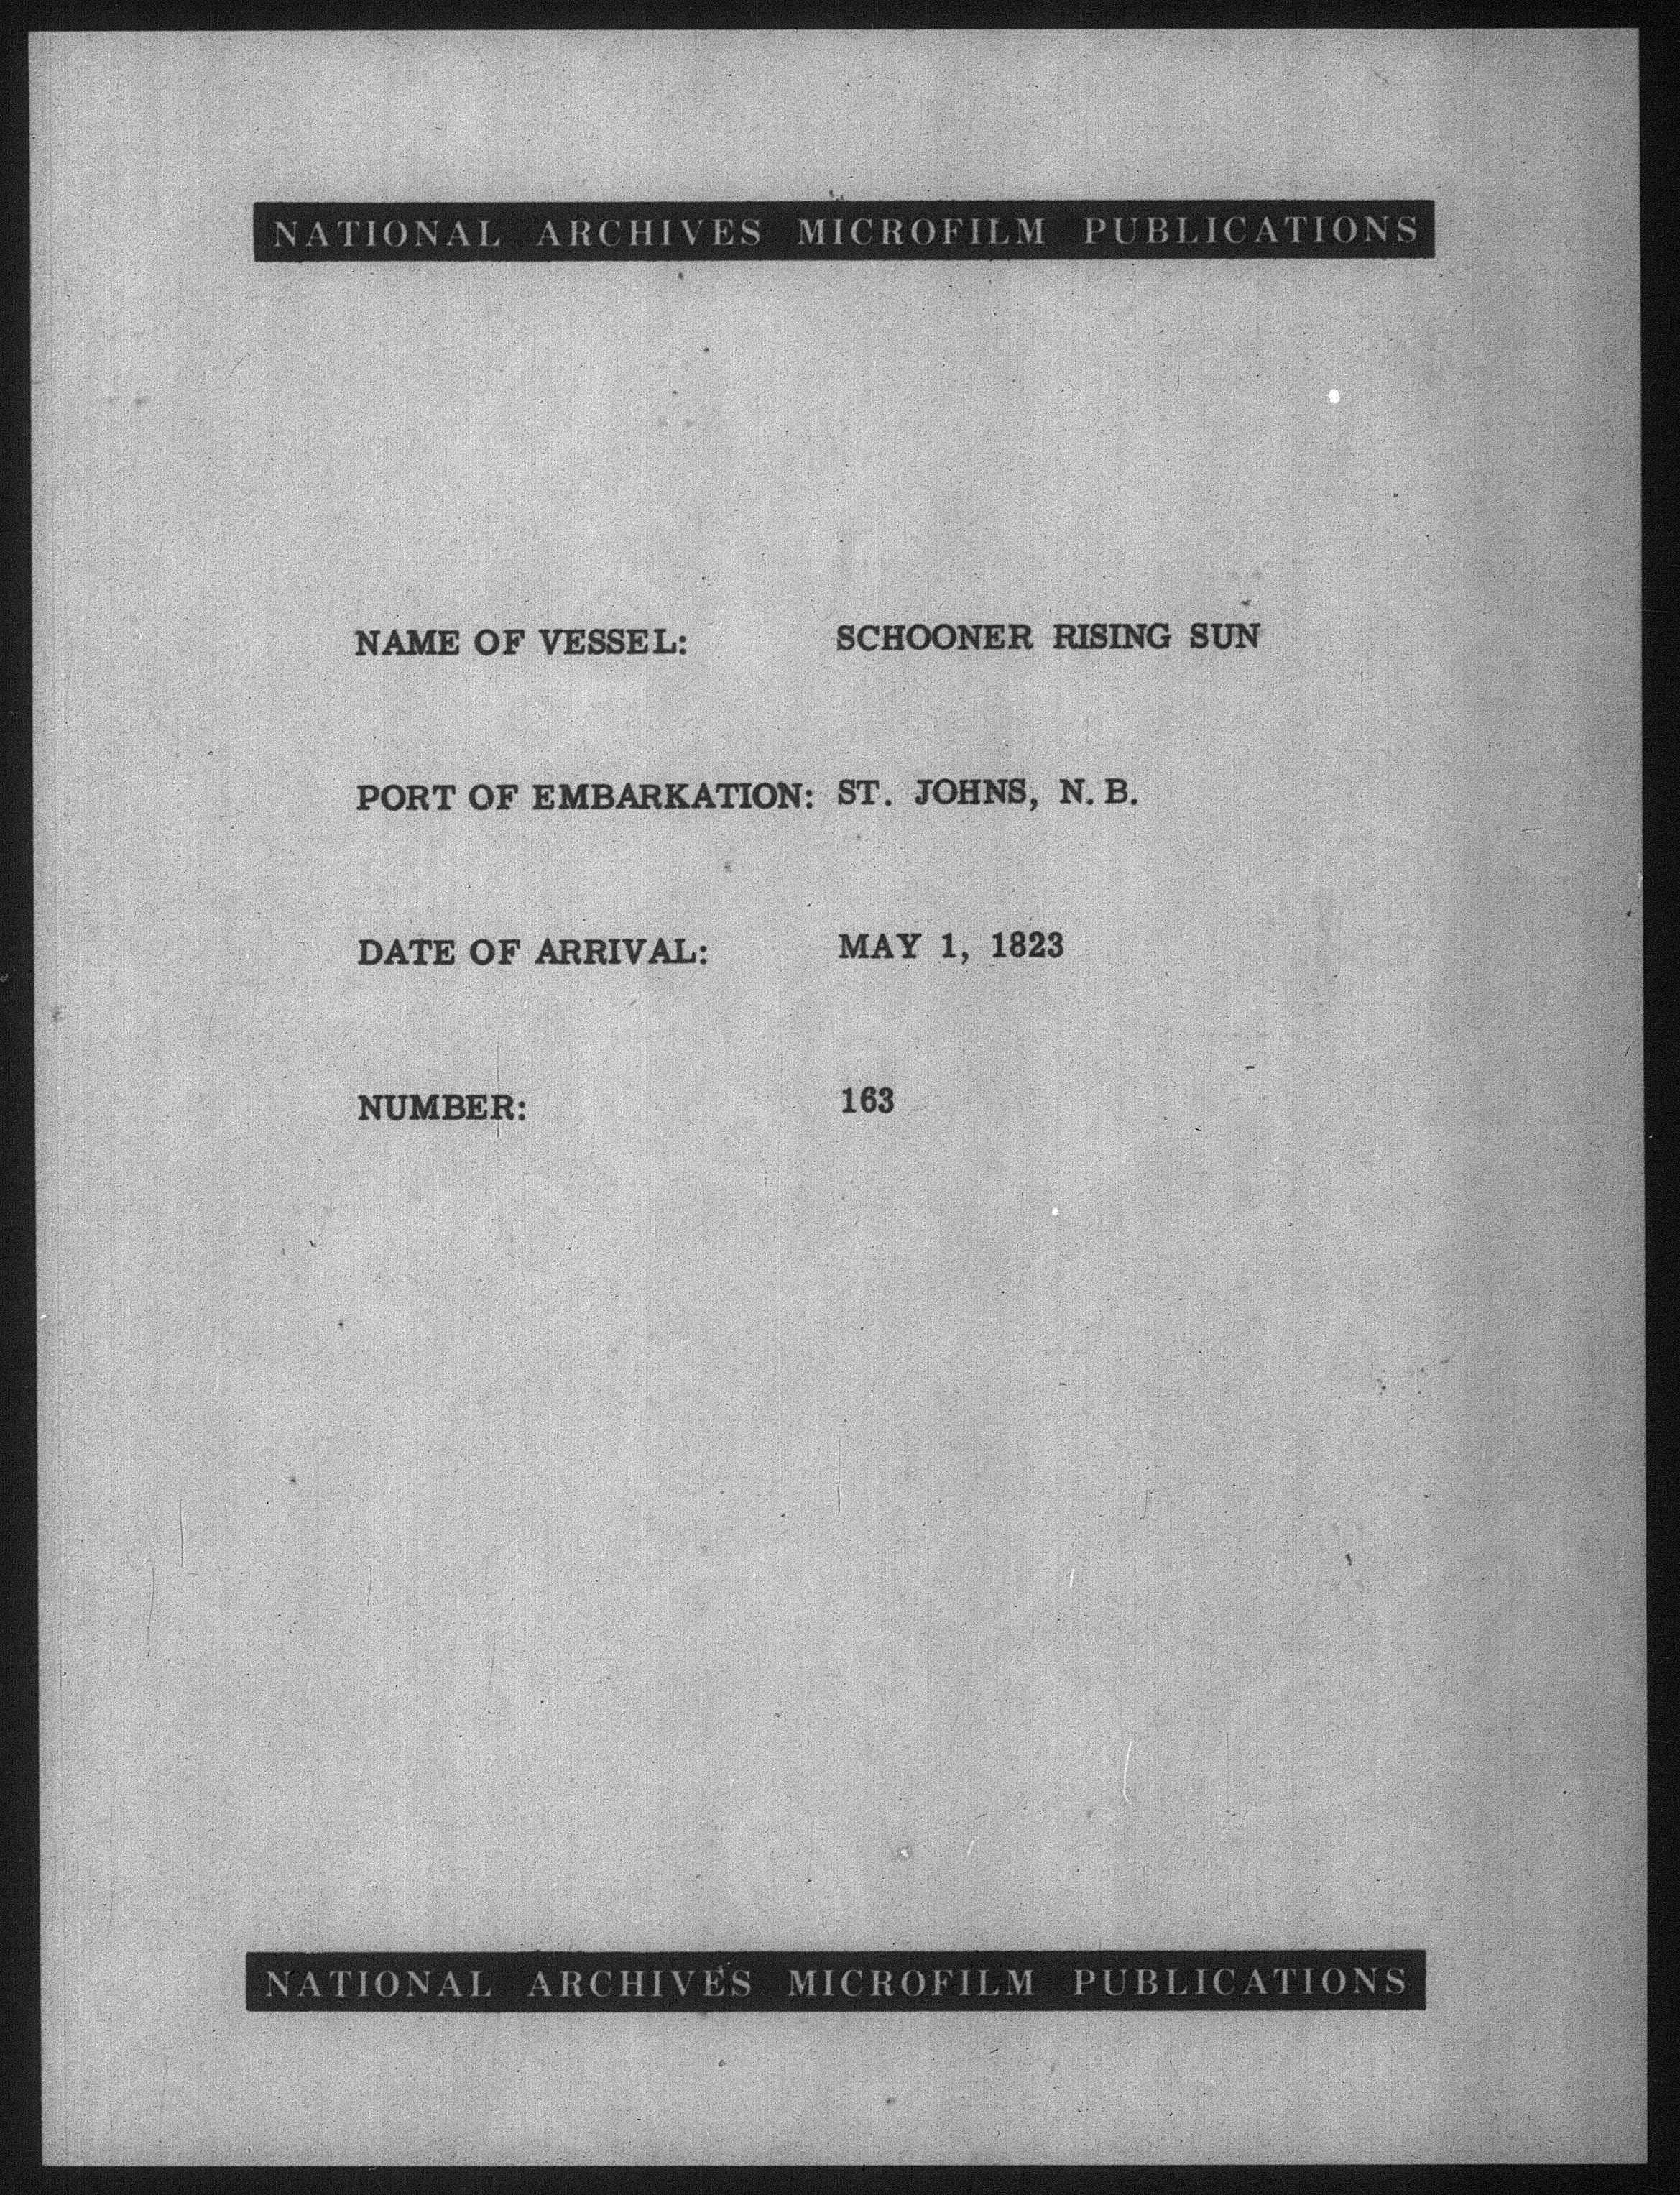 NATIONAL ARCHIVES MICROFILM PUBLICATIONS
NAME OF VESSEL: SCHOONER RISING SUN
PORT OF EMBARKATION: ST. JOHNS, N. B.
DATE OF ARRIVAL: MAY 1, 1823
NUMBER: 163
NATIONAL ARCHIVES MICROFILM PUBLICATIONS